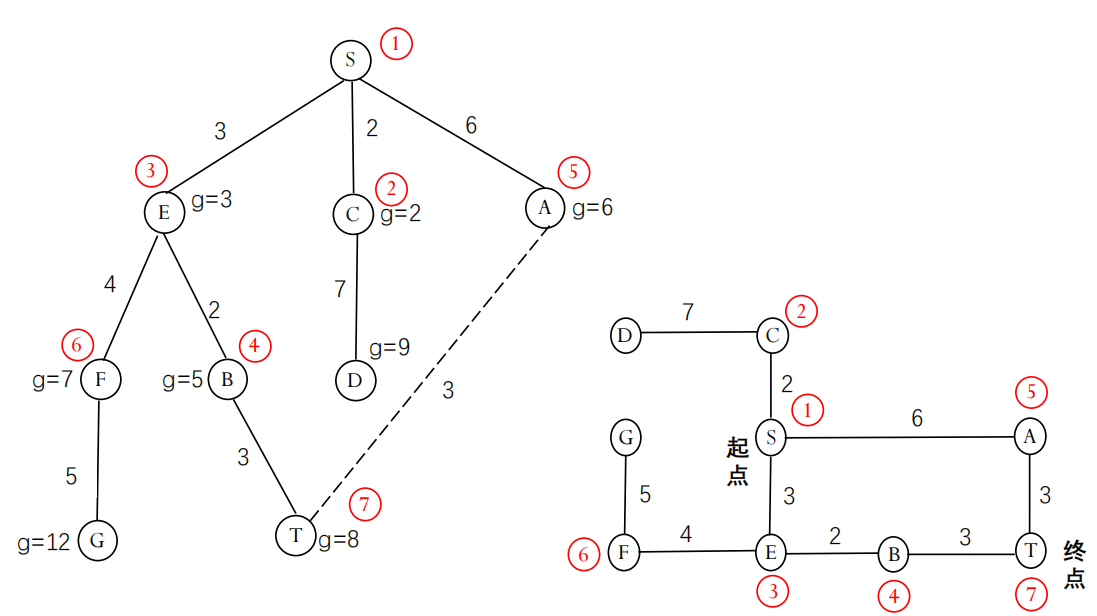 S ①
3 2 6
③ ② ⑤
E g=3 C g=2 A g=6
4 2 7
⑥ ④ g=9
g=7 F g=5 B D 3
5 3
⑦
g=12 G T g=8
D 7 C ②
2
① ⑤
G 起点 S 6 A
5 3 3
⑥ F 4 E 2 B 3 T 终点
③ ④ ⑦